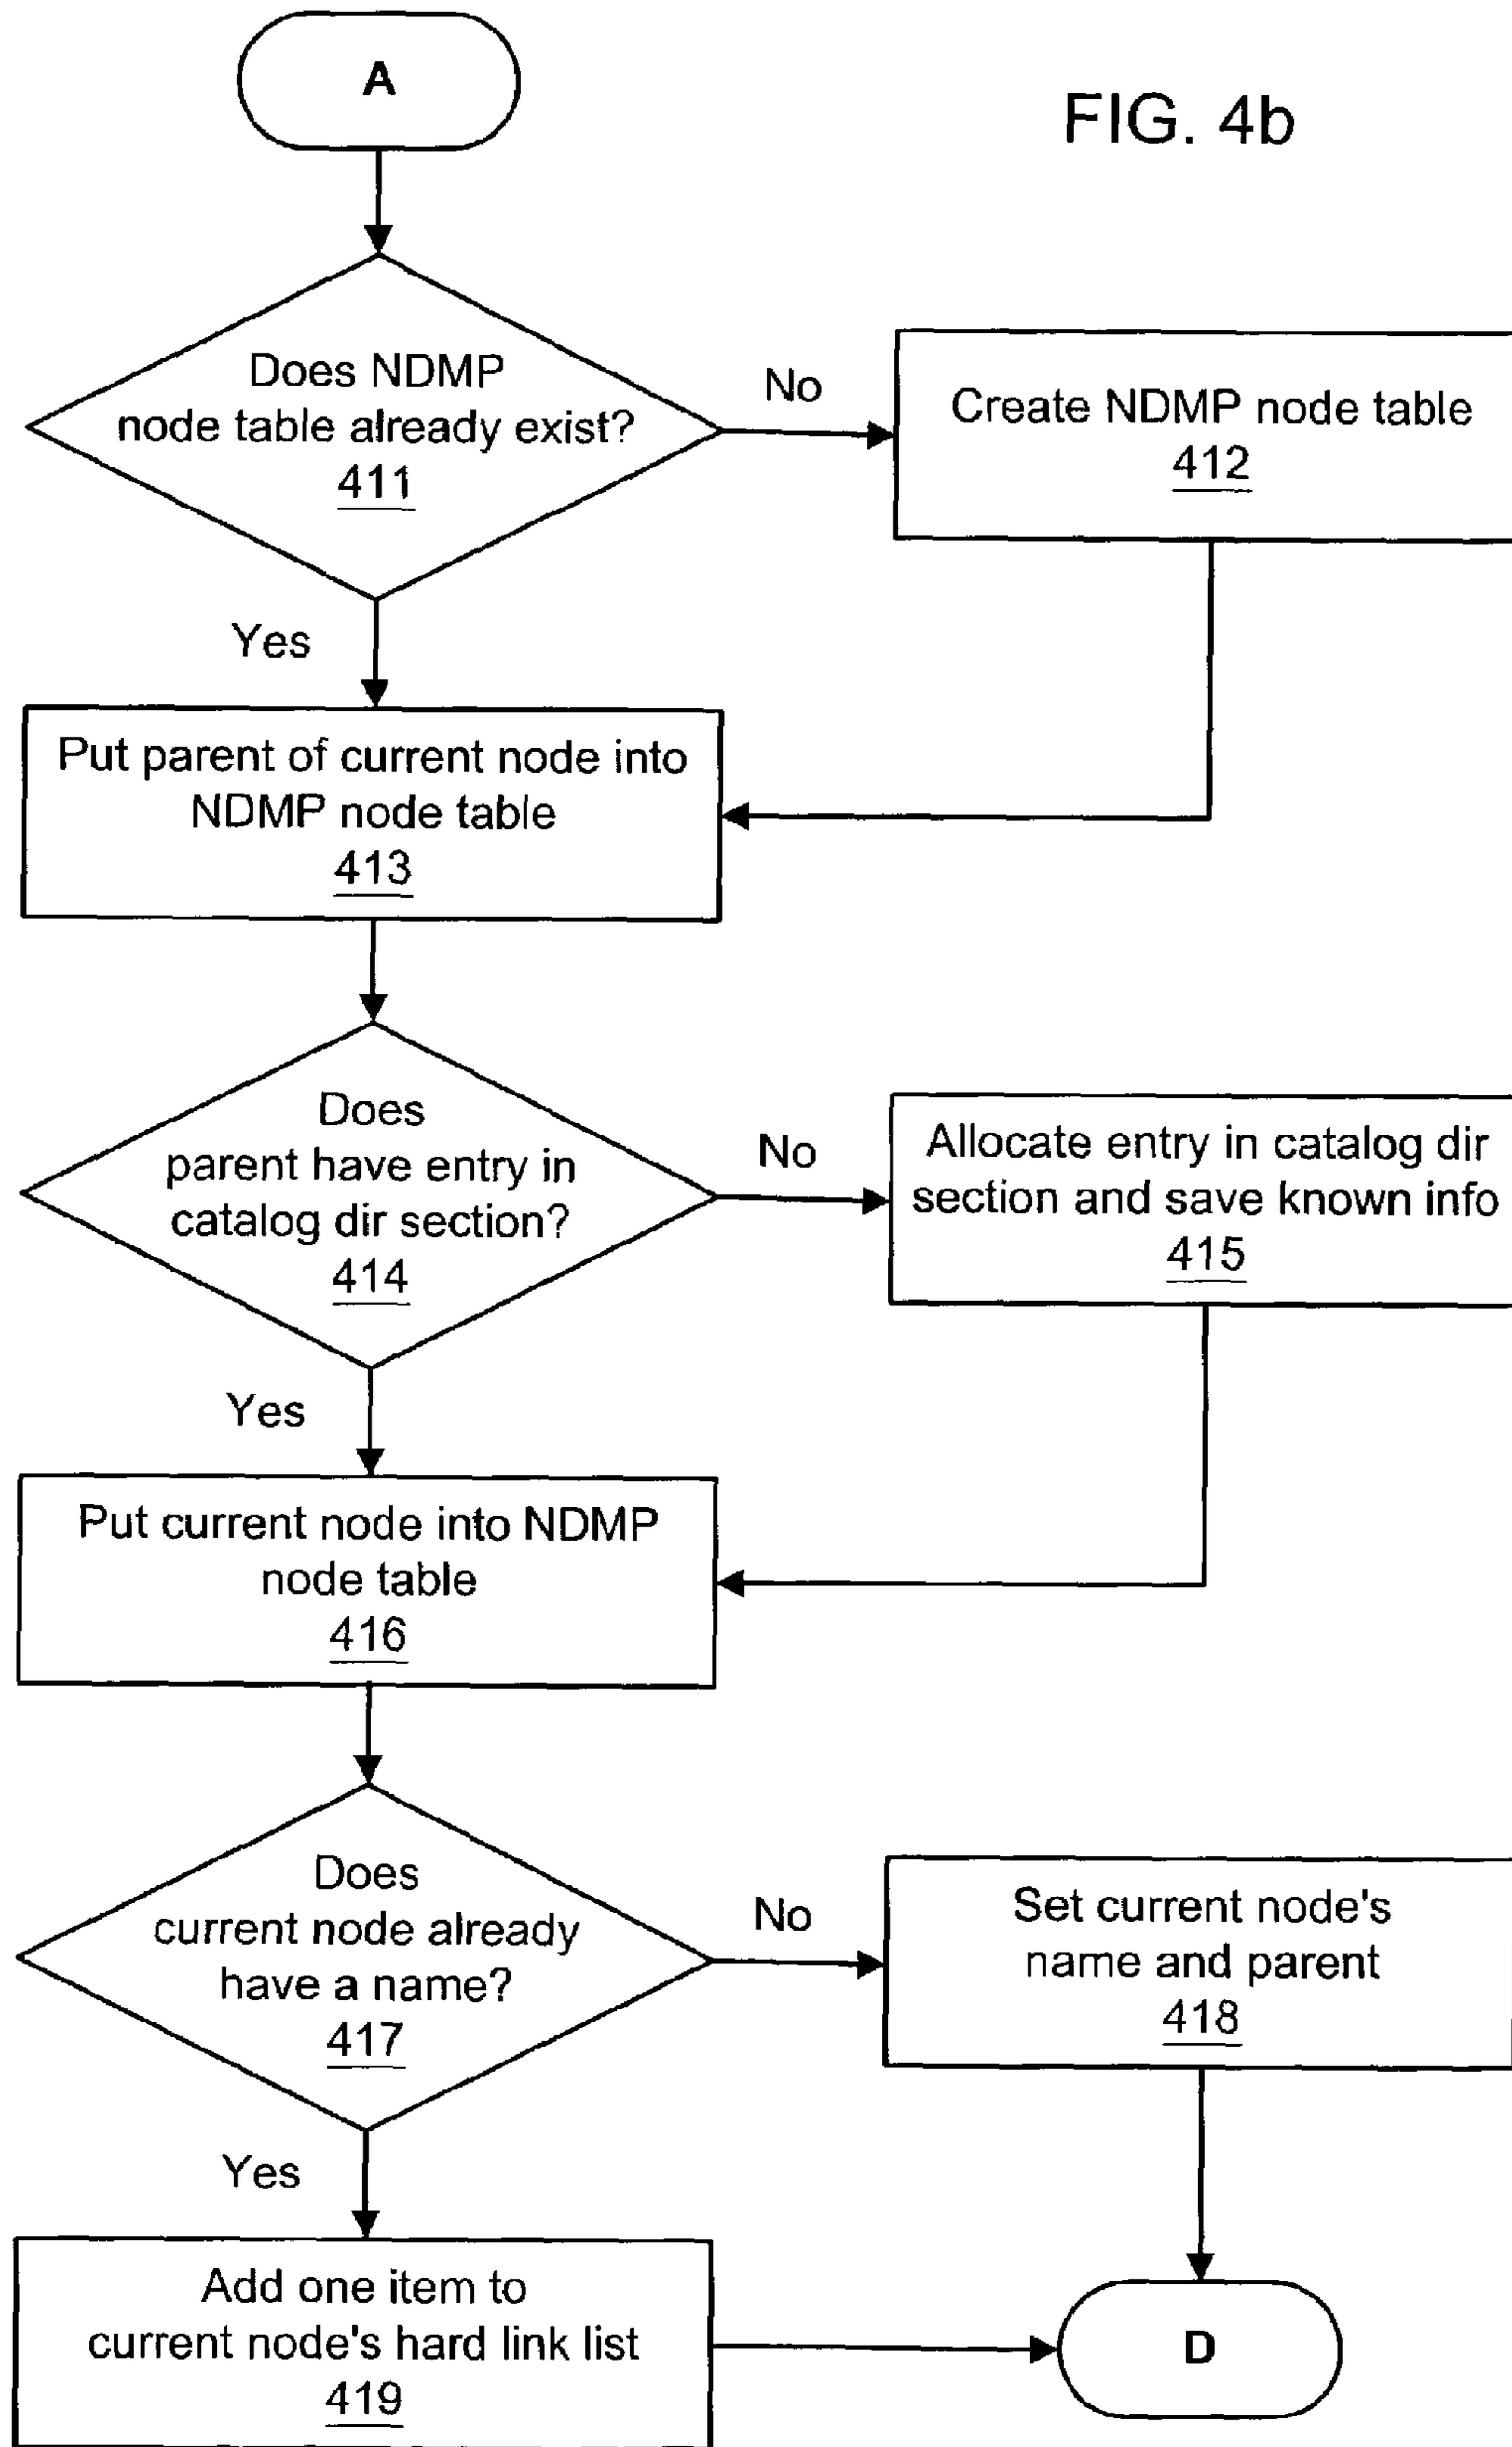 A
FIG. 4b
Does NDMP
node table already exist?
411
No
Create NDMP node table
412
Yes
Put parent of current node into
NDMP node table
413
Does
parent have entry in
catalog dir section?
414
No
Allocate entry in catalog dir
section and save known info
415
Yes
Put current node into NDMP
node table
416
Does
current node already
have a name?
417
No
Set current node's
name and parent
418
Yes
Add one item to
current node's hard link list
419
D